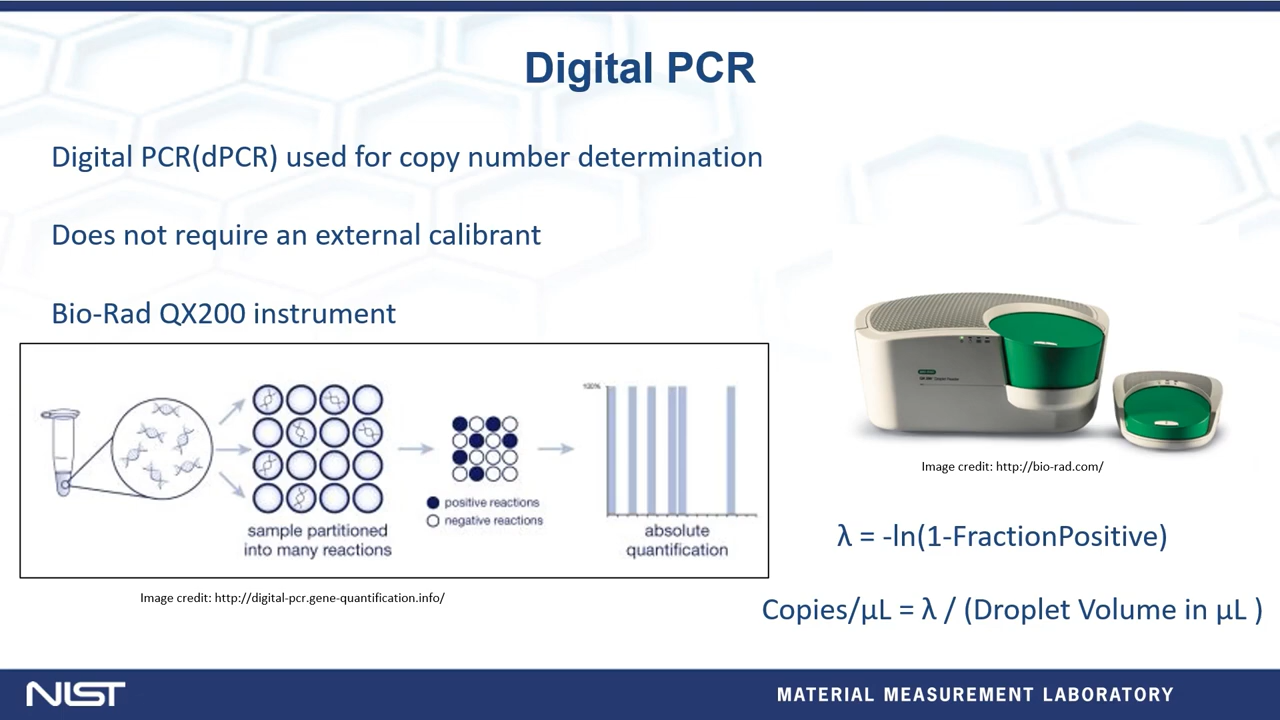 Digital PCR
Digital PCR(dPCR) used for copy number determination
Does not require an external calibrant
Bio-Rad QX200 instrument
100%
positive reactions
negative reactions
sample partitioned
into many reactions
absolute
quantification
Image credit: http://digital-pcr.gene-quantification.info/
Image credit: http://bio-rad.com/
λ = -ln(1-FractionPositive)
Copies/µL = λ / (Droplet Volume in µL )
NIST
MATERIAL MEASUREMENT LABORATORY